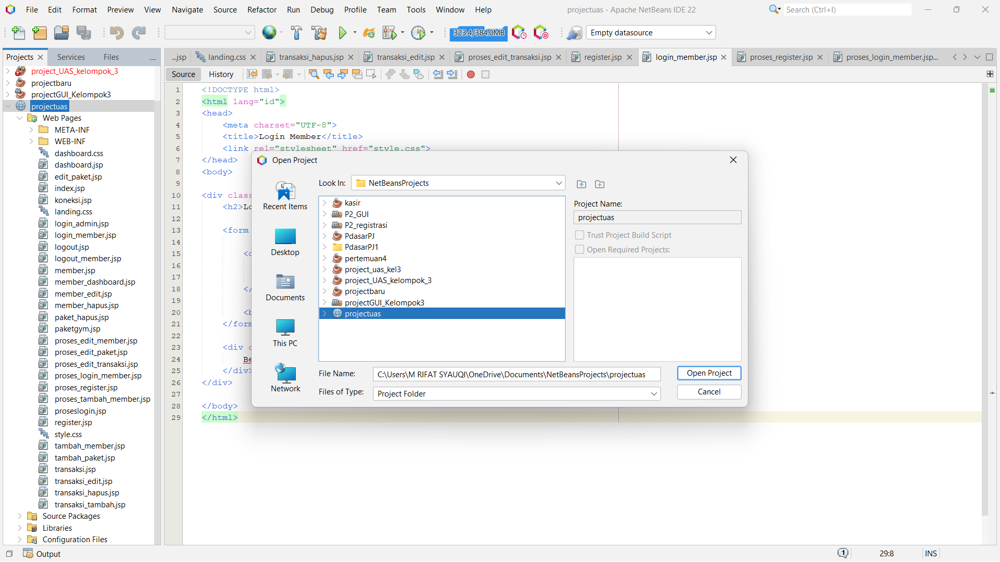 File Edit Format Preview View Navigate Source Refactor Run Debug Profile Team Tools Window Help
projectuas - Apache NetBeans IDE 22
Search (Ctrl+I)
323.4/384.0MB
Empty datasource
Projects Services Files
...jsp landing.css transaksi_hapus.jsp transaksi_edit.jsp proses_edit_transaksi.jsp register.jsp login_member.jsp proses_register.jsp proses_login_member.jsp...
Source History
project_UAS_kelompok_3
projectbaru
projectGUI_Kelompok3
projectuas
Web Pages
META-INF
WEB-INF
dashboard.css
dashboard.jsp
edit_paket.jsp
index.jsp
koneksi.jsp
landing.css
login_admin.jsp
login_member.jsp
logout.jsp
logout_member.jsp
member.jsp
member_dashboard.jsp
member_edit.jsp
member_hapus.jsp
paket_hapus.jsp
paketgym.jsp
proses_edit_member.jsp
proses_edit_paket.jsp
proses_edit_transaksi.jsp
proses_login_member.jsp
proses_register.jsp
proses_tambah_member.jsp
proseslogin.jsp
register.jsp
style.css
tambah_member.jsp
tambah_paket.jsp
transaksi.jsp
transaksi_edit.jsp
transaksi_hapus.jsp
transaksi_tambah.jsp
Source Packages
Libraries
Configuration Files
1 <!DOCTYPE html>
2 <html lang="id">
3 <head>
4 <meta charset="UTF-8">
5 <title>Login Member</title>
6 <link rel="stylesheet" href="style.css">
7 </head>
8 <body>
9
10 <div class
11 <h2>Lo
12
13 <form
14
15 <
16
17
18 </
19
20 <b
21 </form
22
23 <div
24 Be
25 </div>
26 </div>
27
28 </body>
29 </html>
Open Project
Look In: NetBeansProjects
Recent Items
Desktop
Documents
This PC
Network
kasir
P2_GUI
P2_registrasi
PdasarPJ
PdasarPJ1
pertemuan4
project_uas_kel3
project_UAS_kelompok_3
projectbaru
projectGUI_Kelompok3
projectuas
Project Name:
projectuas
Trust Project Build Script
Open Required Projects:
File Name: C:\Users\M RIFAT SYAUQI\OneDrive\Documents\NetBeansProjects\projectuas
Open Project
Files of Type: Project Folder
Cancel
Output
1
29:8 INS